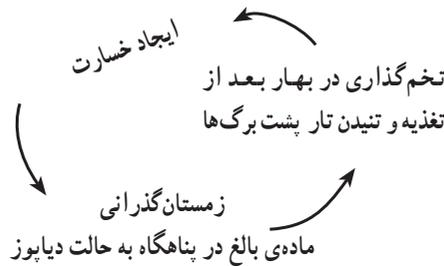 ایجاد خسارت
تخم‌گذاری در بهار بعد از
تغذیه و تنیدن تار پشت برگ‌ها
زمستان‌گذرانی
ماده‌ی بالغ در پناهگاه به حالت دیاپوز